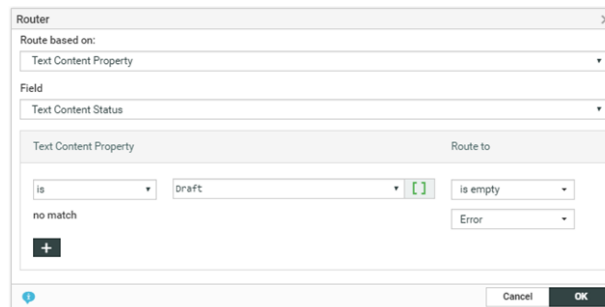 Router
Route based on:
Text Content Property
Field
Text Content Status
Text Content Property Route to
is Draft [] is empty
no match Error
+
Cancel OK